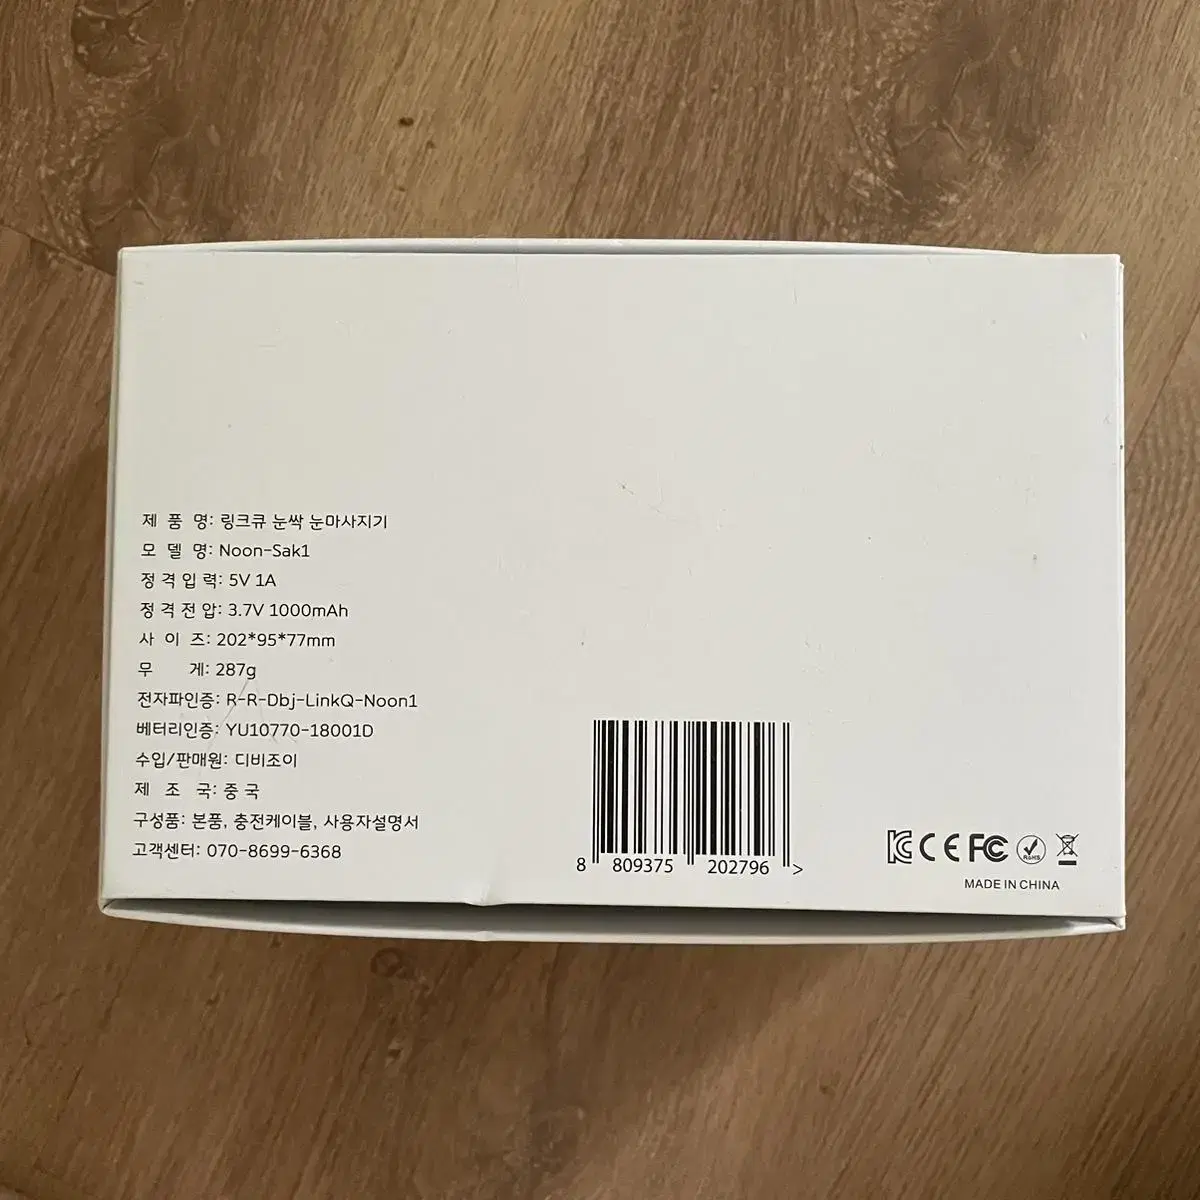 제 품 명: 링크큐 눈싹 눈마사지기
모 델 명: Noon-Sak1
정 격 입 력: 5V 1A
정 격 전 압: 3.7V 1000mAh
사 이 즈: 202*95*77mm
무 게: 287g
전자파인증: R-R-Dbj-LinkQ-Noon1
베터리인증: YU10770-18001D
수입/판매원: 디비조이
제 조 국: 중 국
구성품: 본품, 충전케이블, 사용자설명서
고객센터: 070-8699-6368
8 809375 202796 >
KC CE FC RoHS
MADE IN CHINA